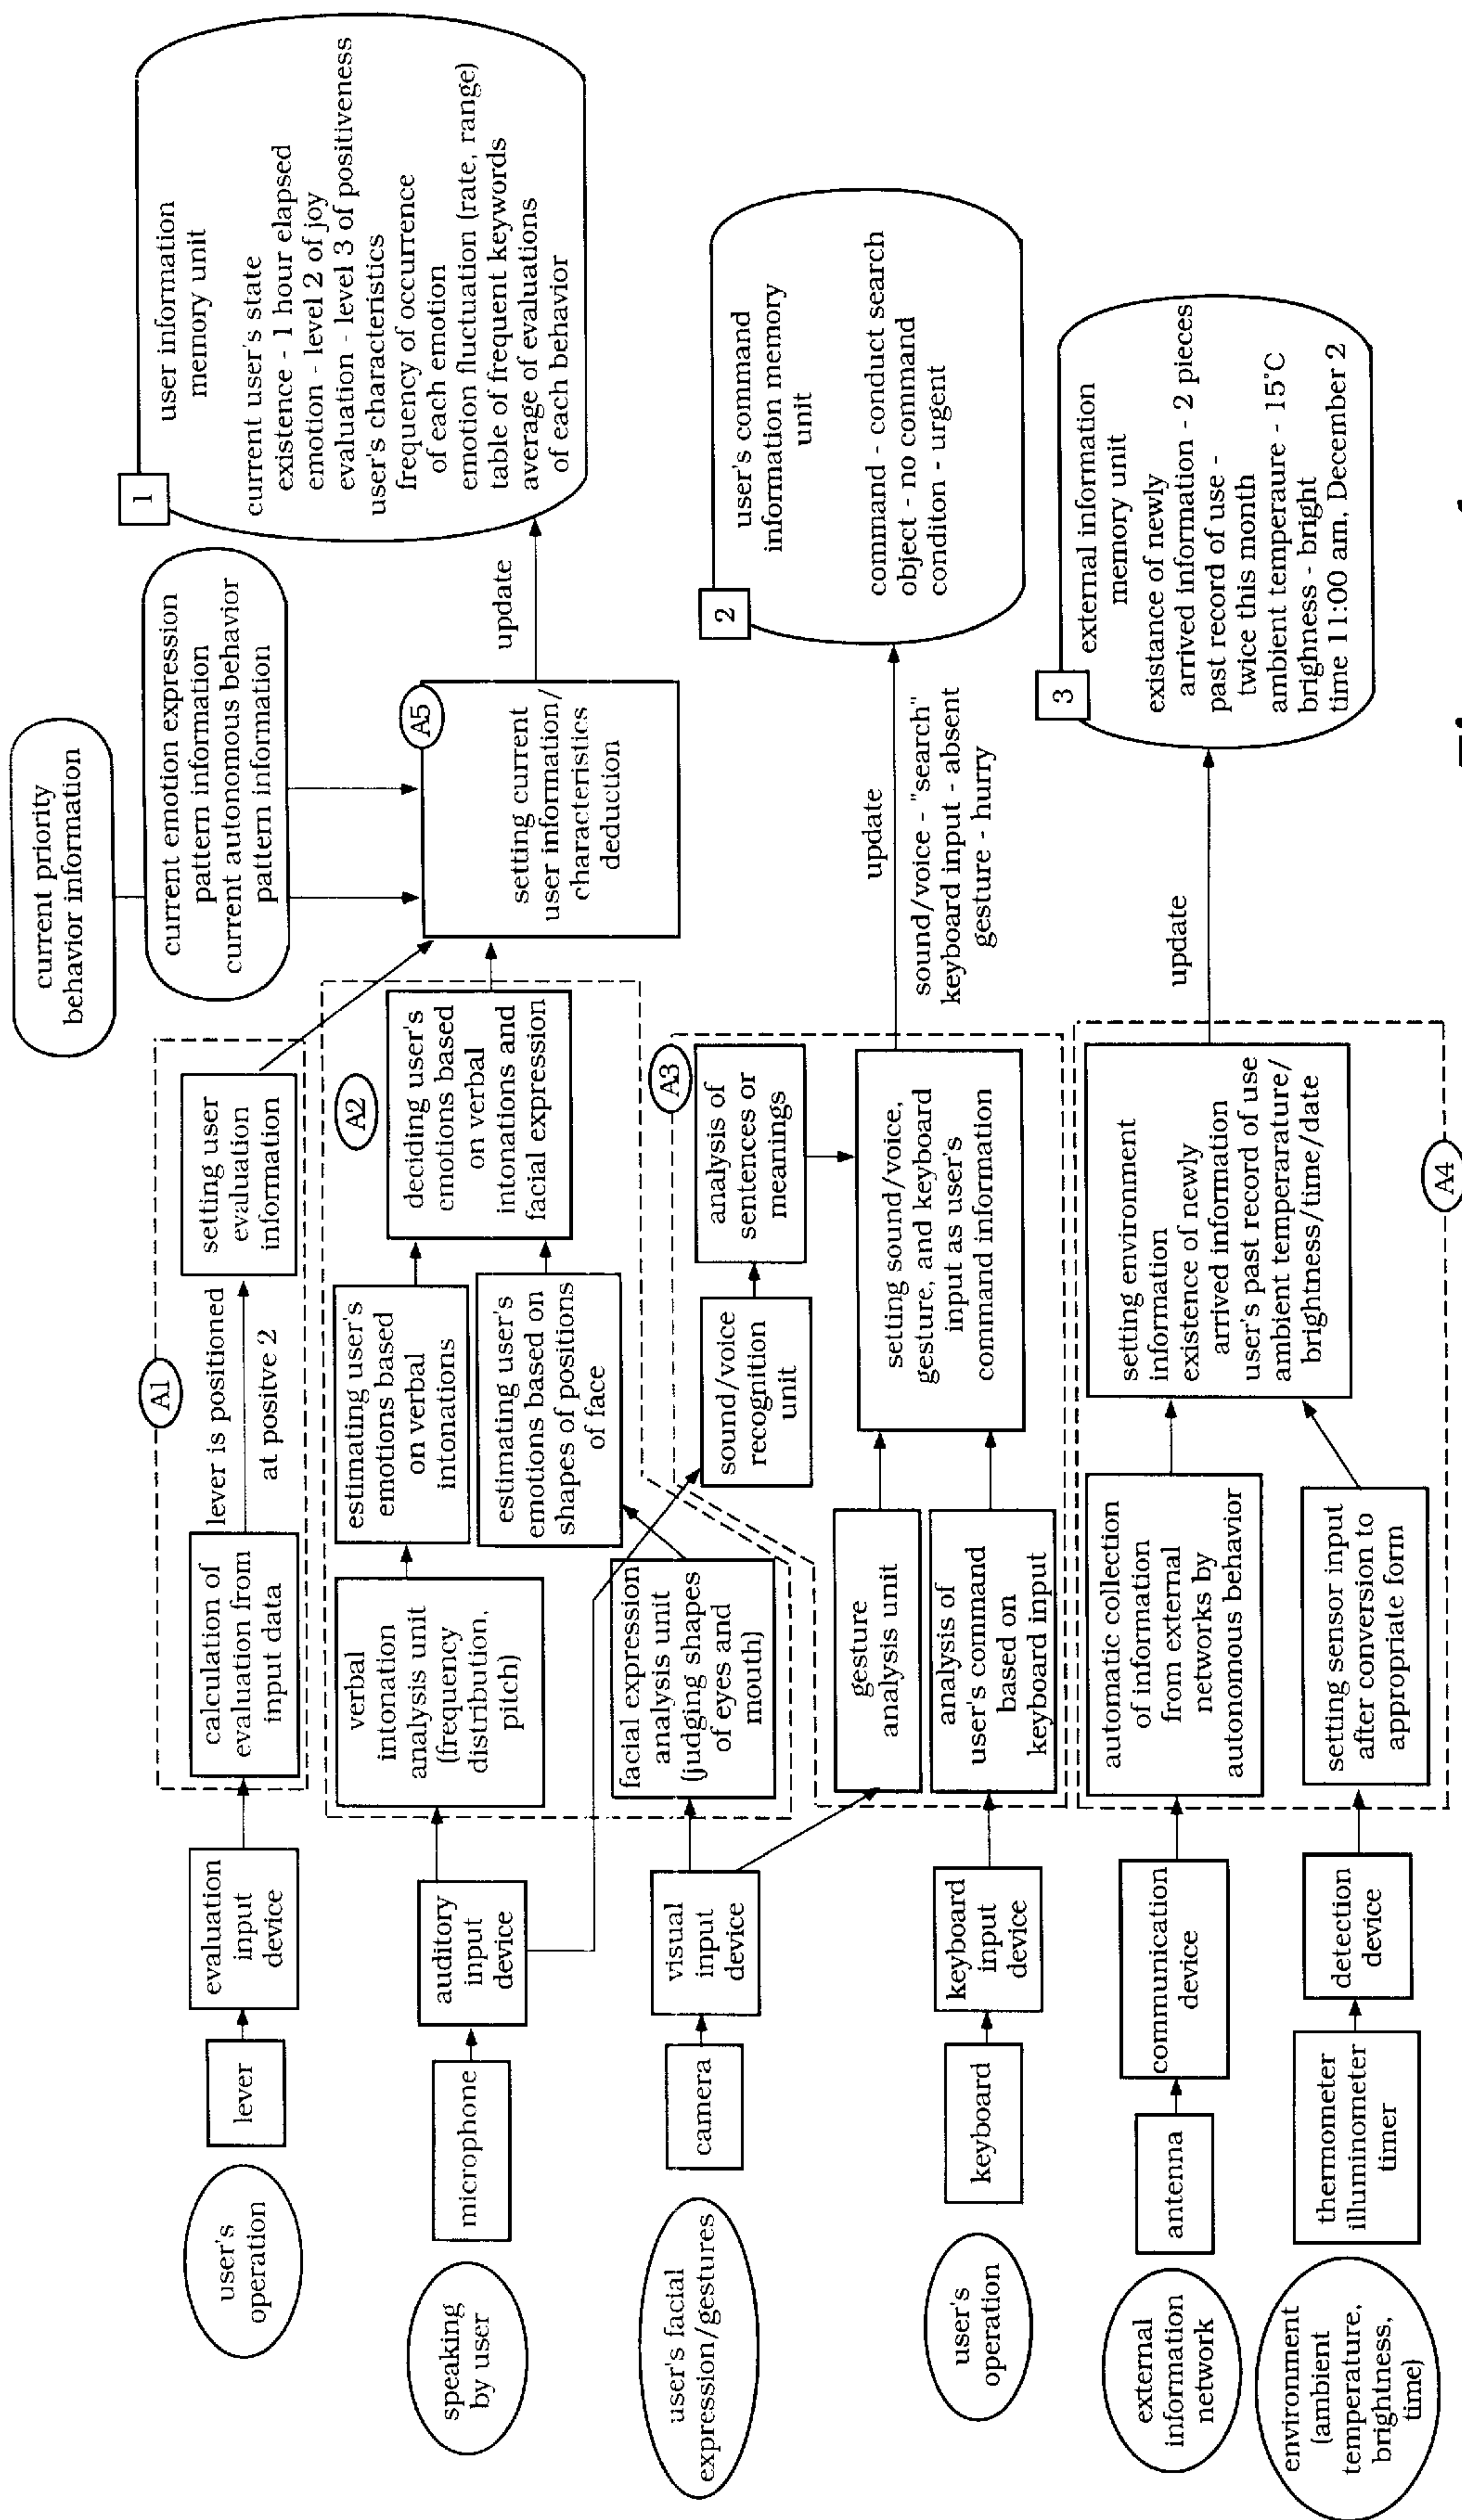 user's
operation
lever
evaluation
input
device
calculation of
evaluation from
input data
A1
lever is positioned
at positve 2
setting user
evaluation
information
current priority
behavior information
current emotion expression
pattern information
current autonomous behavior
pattern information
1
user information
memory unit
current user's state
existence - 1 hour elapsed
emotion - level 2 of joy
evaluation - level 3 of positiveness
user's characteristics
frequency of occurrence
of each emotion
emotion fluctuation (rate, range)
table of frequent keywords
average of evaluations
of each behavior
speaking
by user
microphone
auditory
input
device
verbal
intonation
analysis unit
(frequency
distribution,
pitch)
estimating user's
emotions based
on verbal
intonations
A2
deciding user's
emotions based
on verbal
intonations and
facial expression
estimating user's
emotions based on
shapes of positions
of face
A5
setting current
user information/
characteristics
deduction
update
user's facial
expression/gestures
camera
visual
input
device
facial expression
analysis unit
(judging shapes
of eyes and
mouth)
sound/voice
recognition
unit
A3
analysis of
sentences or
meanings
gesture
analysis unit
setting sound/voice,
gesture, and keyboard
input as user's
command information
update
sound/voice - "search"
keyboard input - absent
gesture - hurry
2
user's command
information memory
unit
command - conduct search
object - no command
conditon - urgent
user's
operation
keyboard
keyboard
input
device
analysis of
user's command
based on
keyboard input
external
information
network
antenna
communication
device
automatic collection
of information
from external
networks by
autonomous behavior
setting environment
information
existence of newly
arrived information
user's past record of use
ambient temperarature/
brightness/time/date
update
3
external information
memory unit
existance of newly
arrived information - 2 pieces
past record of use -
twice this month
ambient temperaure - 15°C
brightness - bright
time 11:00 am, December 2
environment
(ambient
temperature,
brightness,
time)
thermometer
illuminometer
timer
detection
device
setting sensor input
after conversion to
appropriate form
A4